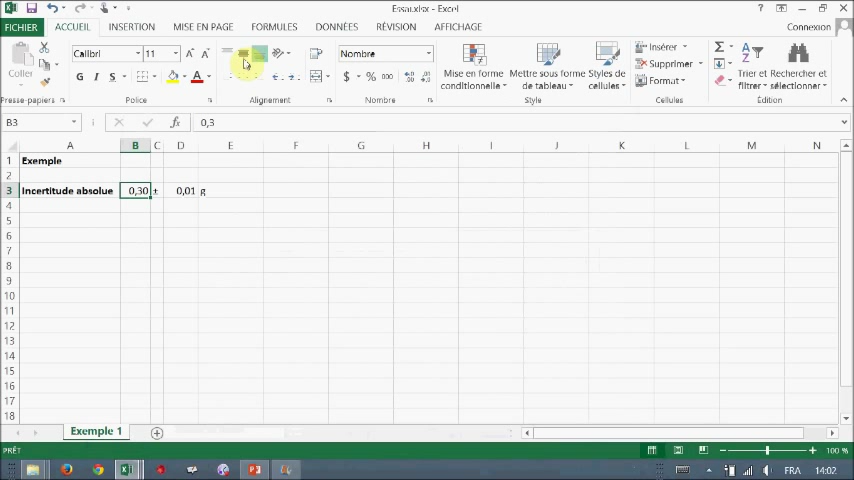 Essai.xlsx - Excel
FICHIER ACCUEIL INSERTION MISE EN PAGE FORMULES DONNÉES RÉVISION AFFICHAGE Connexion
Coller
Calibri 11
G I S
Nombre
$ % 000
Mise en forme conditionnelle
Mettre sous forme de tableau
Styles de cellules
Insérer
Supprimer
Format
Trier et filtrer
Rechercher et sélectionner
Presse-papiers Police Alignement Nombre Style Cellules Édition
B3 fx 0,3
A B C D E F G H I J K L M N
1 Exemple
2
3 Incertitude absolue 0,30 ± 0,01 g
4
5
6
7
8
9
10
11
12
13
14
15
16
17
18
Exemple 1
PRÊT 100 %
FRA 14:02